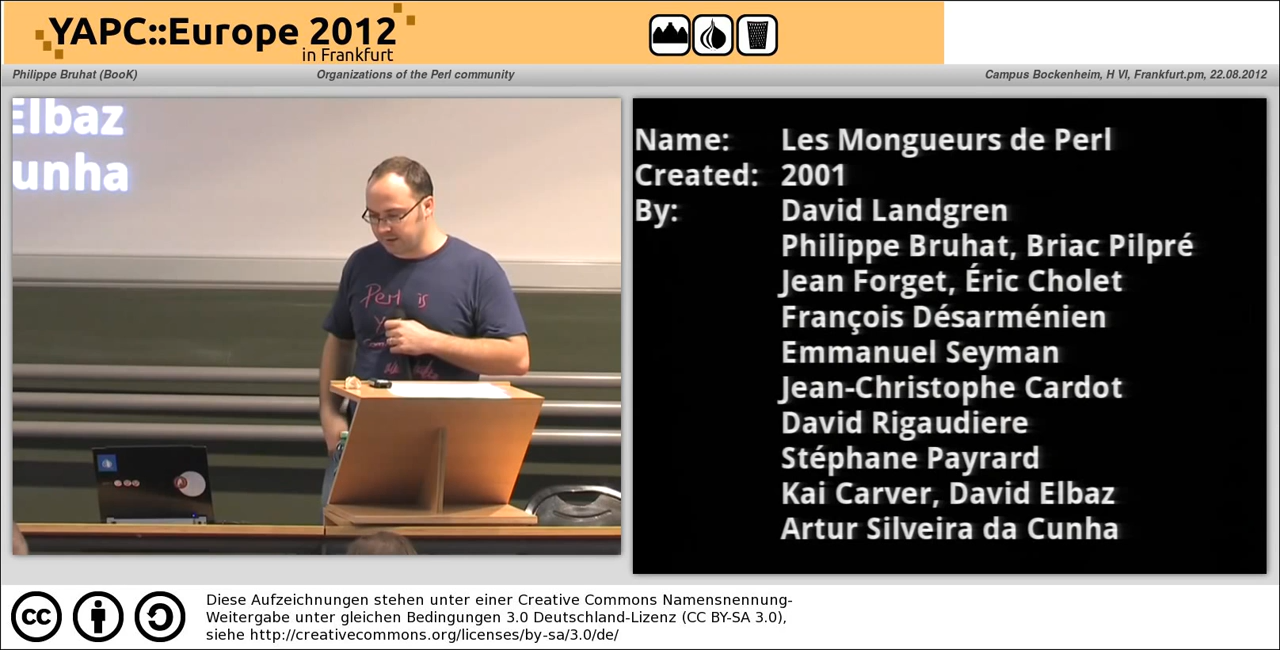 YAPC::Europe 2012
in Frankfurt
Philippe Bruhat (BooK)
Organizations of the Perl community
Campus Bockenheim, H VI, Frankfurt.pm, 22.08.2012
Elbaz
unha
Perl is
Name: Les Mongueurs de Perl
Created: 2001
By: David Landgren
Philippe Bruhat, Briac Pilpré
Jean Forget, Éric Cholet
François Désarménien
Emmanuel Seyman
Jean-Christophe Cardot
David Rigaudiere
Stéphane Payrard
Kai Carver, David Elbaz
Artur Silveira da Cunha
cc
Diese Aufzeichnungen stehen unter einer Creative Commons Namensnennung-
Weitergabe unter gleichen Bedingungen 3.0 Deutschland-Lizenz (CC BY-SA 3.0),
siehe http://creativecommons.org/licenses/by-sa/3.0/de/